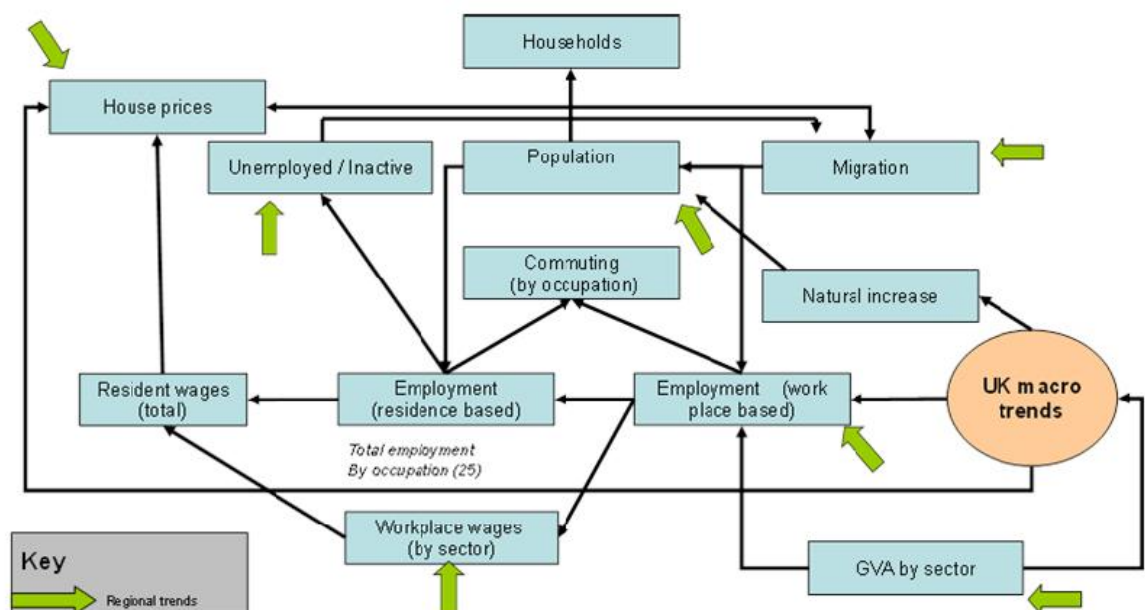 Households
House prices
Unemployed / Inactive
Population
Migration
Commuting
(by occupation)
Natural increase
Resident wages
(total)
Employment
(residence based)
Employment (work
place based)
UK macro
trends
Total employment
By occupation (25)
Workplace wages
(by sector)
GVA by sector
Key
Regional trends